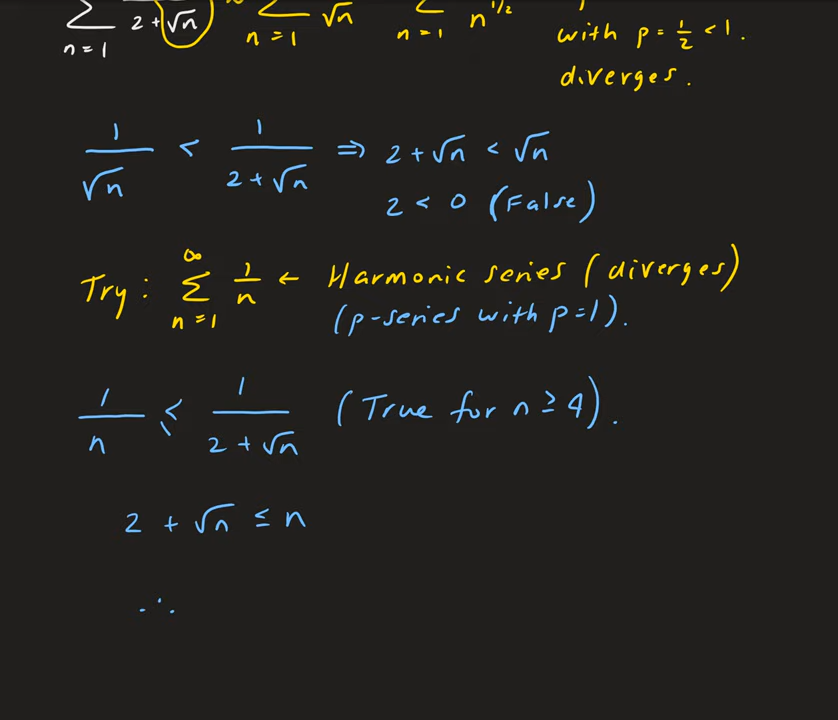 ∑ n=1 2+√n ∑ n=1 √n ∑ n=1 n^1/2
with p = 1/2 < 1.
diverges.
1/√n < 1/(2+√n) ⇒ 2+√n < √n
2 < 0 (False)
Try: ∑ n=1 ∞ 1/n ← Harmonic series (diverges)
(p-series with p=1).
1/n ≤ 1/(2+√n) (True for n ≥ 4).
2 + √n ≤ n
∴